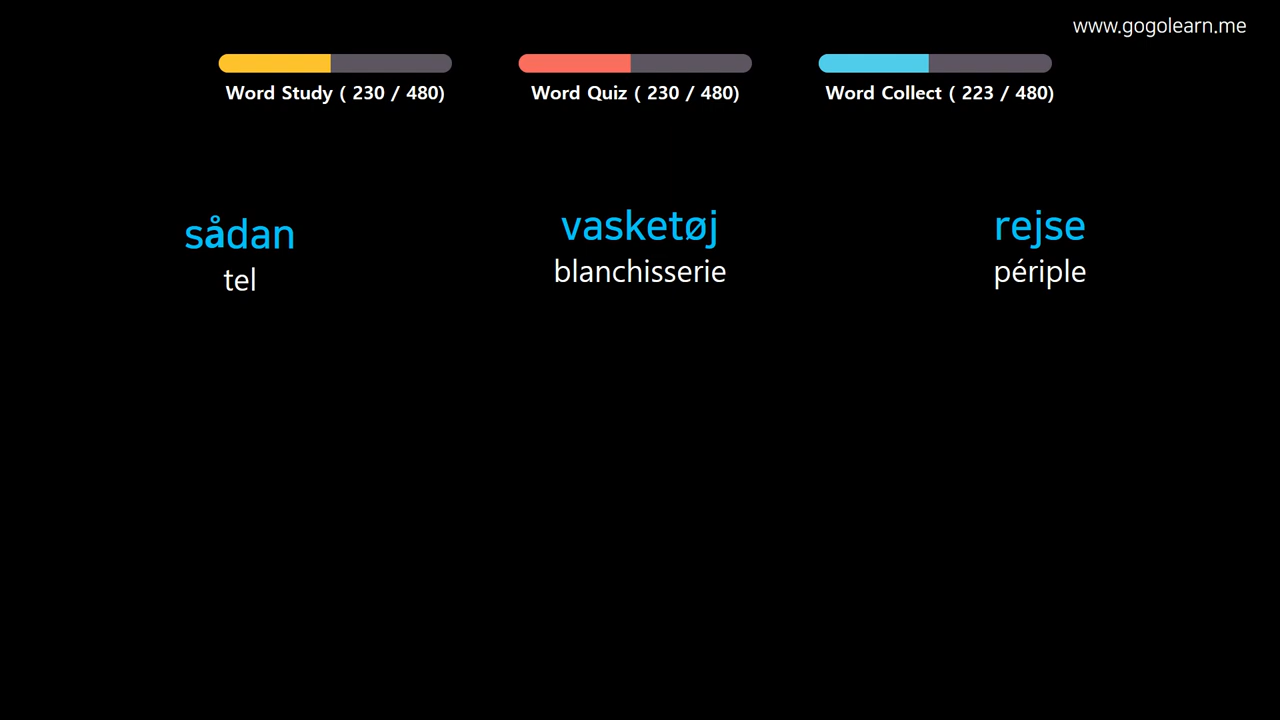 www.gogolearn.me
Word Study ( 230 / 480)
Word Quiz ( 230 / 480)
Word Collect ( 223 / 480)
sådan
tel
vasketøj
blanchisserie
rejse
périple